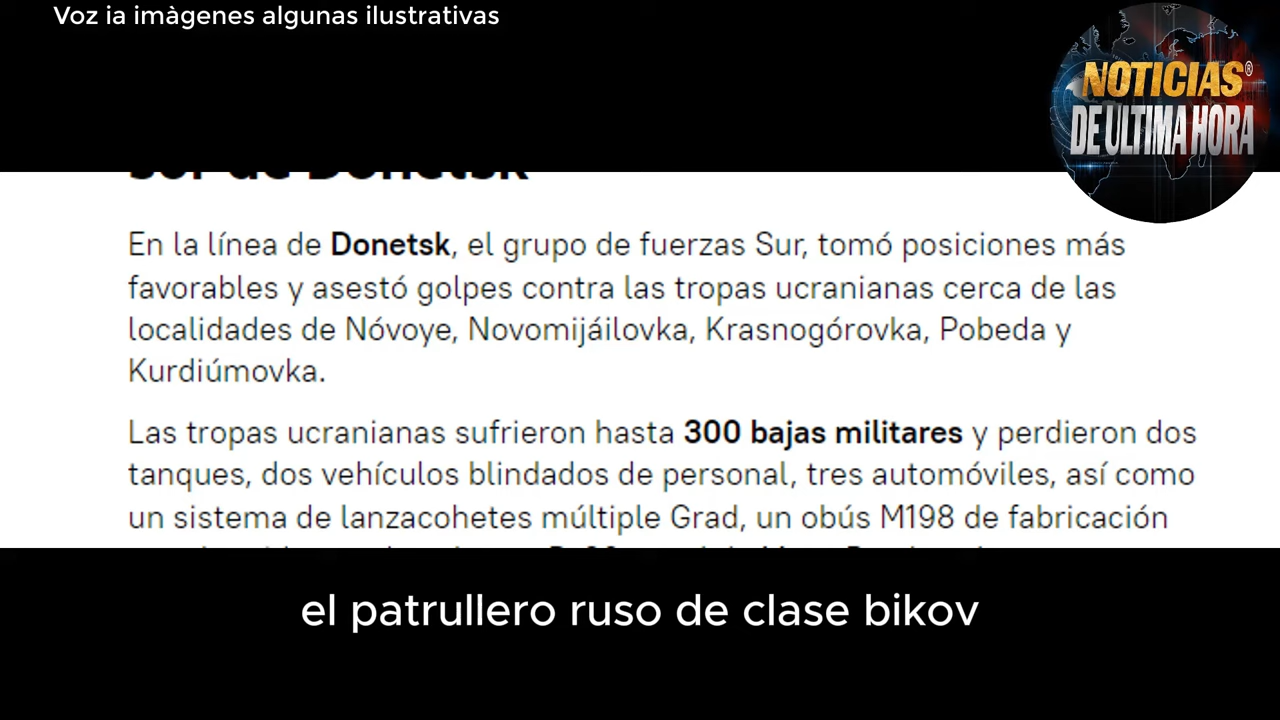 Voz ia imàgenes algunas ilustrativas
NOTICIAS®
DE ULTIMA HORA
sur de Donetsk
En la línea de Donetsk, el grupo de fuerzas Sur, tomó posiciones más
favorables y asestó golpes contra las tropas ucranianas cerca de las
localidades de Nóvoye, Novomijáilovka, Krasnogórovka, Pobeda y
Kurdiúmovka.
Las tropas ucranianas sufrieron hasta 300 bajas militares y perdieron dos
tanques, dos vehículos blindados de personal, tres automóviles, así como
un sistema de lanzacohetes múltiple Grad, un obús M198 de fabricación
el patrullero ruso de clase bikov